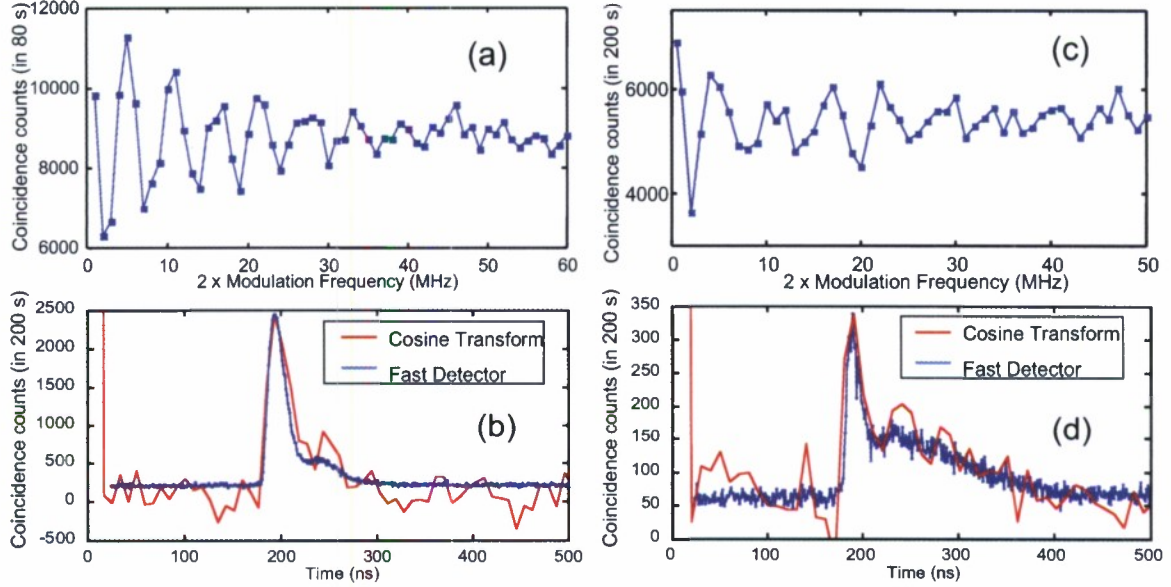 Coincidence counts (in 80 s)
12000
10000
8000
6000
(a)
0 10 20 30 40 50 60
2 x Modulation Frequency (MHz)
Coincidence counts (in 200 s)
6000
4000
(c)
0 10 20 30 40 50
2 x Modulation Frequency (MHz)
Coincidence counts (in 200 s)
2500
2000
1500
1000
500
0
-500
Cosine Transform
Fast Detector
(b)
0 100 200 300 400 500
Time (ns)
Coincidence counts (in 200 s)
350
300
250
200
150
100
50
0
Cosine Transform
Fast Detector
(d)
0 100 200 300 400 500
Time (ns)